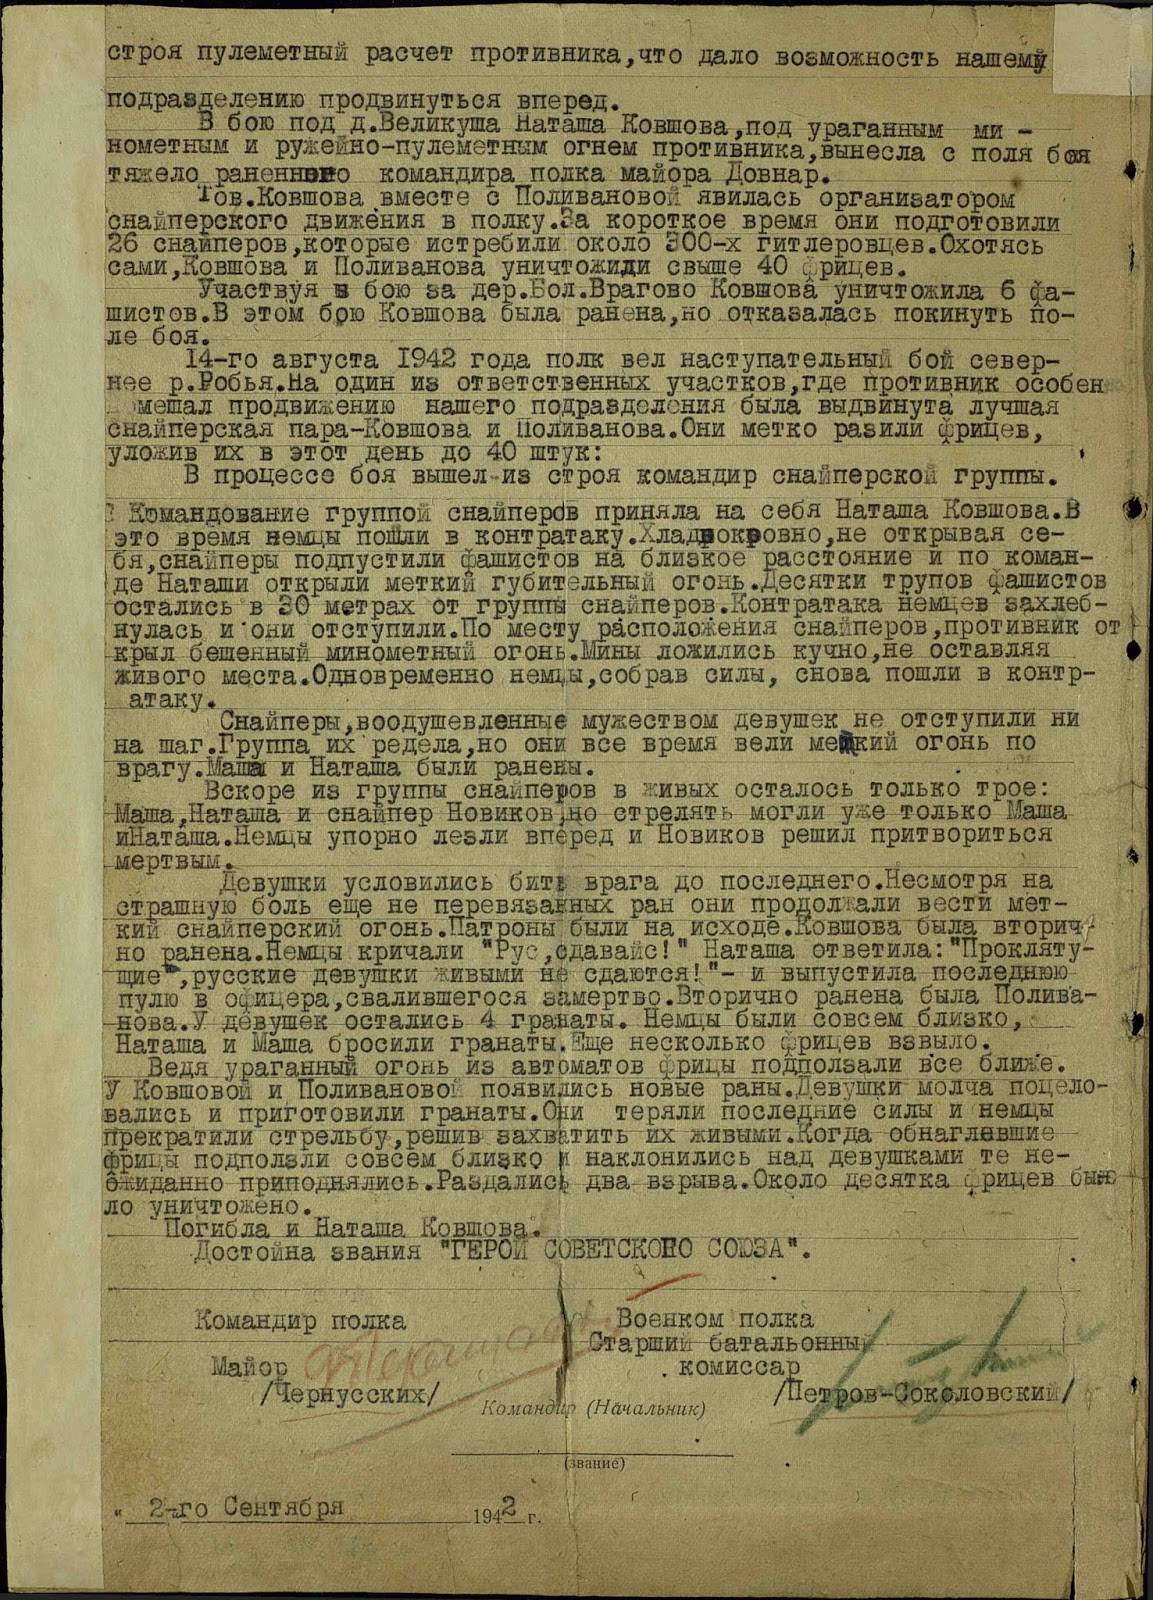 строя пулеметный расчет противника,что дало возможность нашему
подразделению продвинуться вперед.
В бою под д.Великуша Наташа Ковшова,под ураганным ми -
нометным и ружейно-пулеметным огнем противника,вынесла с поля боя
тяжело раненного командира полка майора Довнар.
Тов.Ковшова вместе с Поливановой явилась организатором
снайперского движения в полку.За короткое время они подготовили
26 снайперов,которые истребили около 300-х гитлеровцев.Охотясь
сами,Ковшова и Поливанова уничтожили свыше 40 фрицев.
Участвуя в бою за дер.Бол.Врагово Ковшова уничтожила 6 фа-
шистов.В этом бою Ковшова была ранена,но отказалась покинуть по-
ле боя.
14-го августа 1942 года полк вел наступательный бой север-
нее р.Робья.На один из ответственных участков,где противник особен
но мешал продвижению нашего подразделения была выдвинута лучшая
снайперская пара-Ковшова и Поливанова.Они метко разили фрицев,
уложив их в этот день до 40 штук:
В процессе боя вышел из строя командир снайперской группы.
Командование группой снайперов приняла на себя Наташа Ковшова.В
это время немцы пошли в контратаку.Хладнокровно,не открывая се-
бя,снайперы подпустили фашистов на близкое расстояние и по коман-
де Наташи открыли меткий губительный огонь.Десятки трупов фашистов
остались в 30 метрах от группы снайперов.Контратака немцев захлеб-
нулась и они отступили.По месту расположения снайперов,противник от
крыл бешенный минометный огонь.Мины ложились кучно,не оставляя
живого места.Одновременно немцы,собрав силы, снова пошли в контр-
атаку.
Снайперы,воодушевленные мужеством девушек не отступили ни
на шаг.Группа их редела,но они все время вели меткий огонь по
врагу.Маша и Наташа были ранены.
Вскоре из группы снайперов в живых осталось только трое:
Маша,Наташа и снайпер Новиков,но стрелять могли уже только Маша
иНаташа.Немцы упорно лезли вперед и Новиков решил притвориться
мертвым.
Девушки условились бить врага до последнего.Несмотря на
страшную боль еще не перевязанных ран они продолжали вести мет-
кий снайперский огонь.Патроны были на исходе.Ковшова была вторич
но ранена.Немцы кричали "Рус,сдавайс!" Наташа ответила:"Прокляту-
щие",русские девушки живыми не сдаются!"- и выпустила последнюю
пулю в офицера,свалившегося замертво.Вторично ранена была Полива-
нова.У девушек остались 4 гранаты. Немцы были совсем близко,
Наташа и Маша бросили гранаты.Еще несколько фрицев взвыло.
Ведя ураганный огонь из автоматов фрицы подползали все ближе.
У Ковшовой и Поливановой появились новые раны.Девушки молча поцело-
вались и приготовили гранаты.Они теряли последние силы и немцы
прекратили стрельбу,решив захватить их живыми.Когда обнаглевшие
фрицы подползли совсем близко и наклонились над девушками те не-
ожиданно приподнялись.Раздались два взрыва.Около десятка фрицев бы
ло уничтожено.
Погибла и Наташа Ковшова.
Достойна звания "ГЕРОЙ СОВЕТСКОГО СОЮЗА".
Командир полка Военком полка
Старший батальонный
Майор комиссар
/Чернусских/ /Петров-Соколовский/
Командир (Начальник)
(звание)
"2-го Сентября 1942 г.